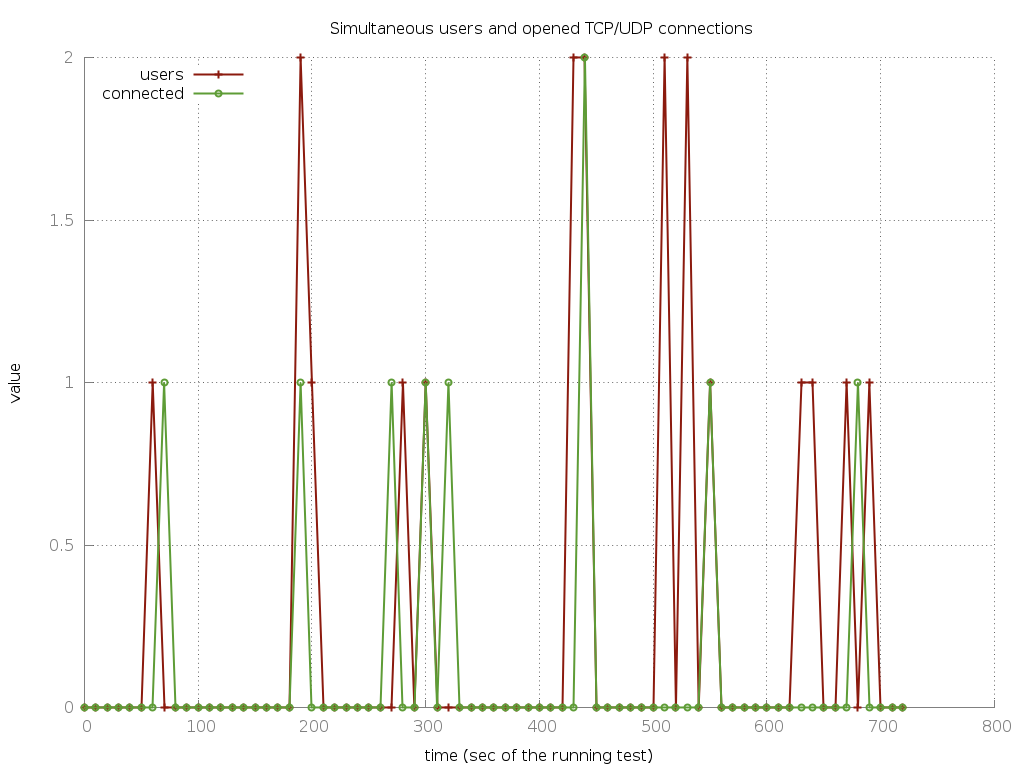 Simultaneous users and opened TCP/UDP connections
users
connected
value
2
1.5
1
0.5
0
0 100 200 300 400 500 600 700 800
time (sec of the running test)